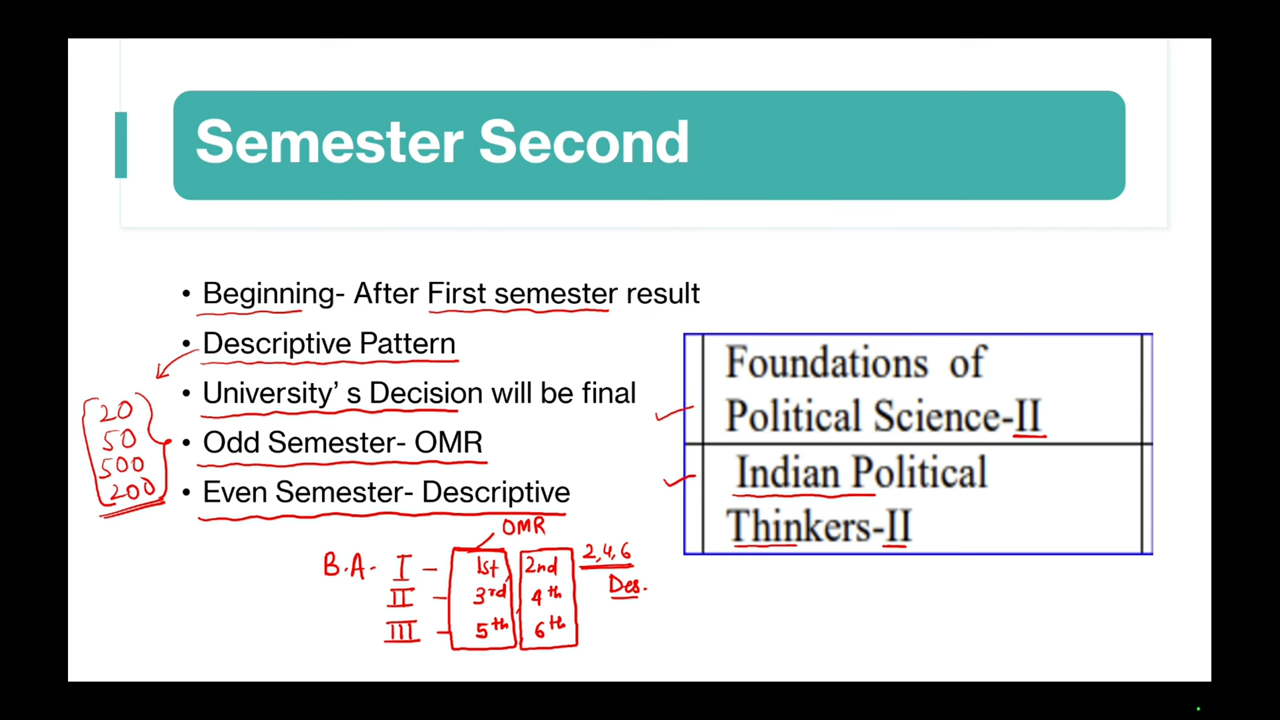 Semester Second
• Beginning- After First semester result
• Descriptive Pattern
• University’ s Decision will be final
• Odd Semester- OMR
• Even Semester- Descriptive
20
50
500
200
Foundations of
Political Science-II
Indian Political
Thinkers-II
OMR
B.A. I - 1st 2nd 2,4,6
II - 3rd 4th Des.
III - 5th 6th